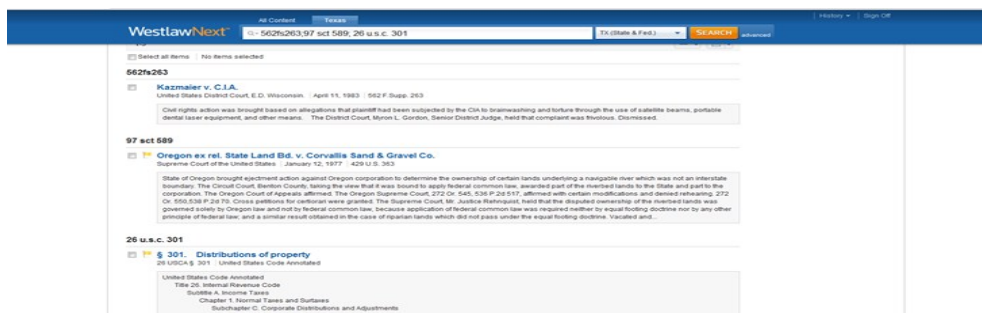 All Content Texas History Sign Off
WestlawNext 562fs263;97 sct 589; 26 u.s.c. 301 TX (State & Fed.) SEARCH advanced
Select all items No items selected
562fs263
Kazmaier v. C.I.A.
United States District Court, E.D. Wisconsin. April 11, 1983 562 F.Supp. 263
Civil rights action was brought based on allegations that plaintiff had been subjected by the CIA to brainwashing and torture through the use of satellite beams, portable
dental laser equipment, and other means. The District Court, Myron L. Gordon, Senior District Judge, held that complaint was frivolous. Dismissed.
97 sct 589
Oregon ex rel. State Land Bd. v. Corvallis Sand & Gravel Co.
Supreme Court of the United States January 12, 1977 429 U.S. 363
State of Oregon brought ejectment action against Oregon corporation to determine the ownership of certain lands underlying a navigable river which was not an interstate
boundary. The Circuit Court, Benton County, taking the view that it was bound to apply federal common law, awarded part of the riverbed lands to the State and part to the
corporation. The Oregon Court of Appeals affirmed. The Oregon Supreme Court, 272 Or. 545, 536 P.2d 517, affirmed with certain modifications and denied rehearing. 272
Or. 550,538 P.2d 70. Cross petitions for certiorari were granted. The Supreme Court, Mr. Justice Rehnquist, held that the disputed ownership of the riverbed lands was
governed solely by Oregon law and not by federal common law, because application of federal common law was required neither by equal footing doctrine nor by any other
principle of federal law; and a similar result obtained in the case of riparian lands which did not pass under the equal footing doctrine. Vacated and...
26 u.s.c. 301
§ 301. Distributions of property
26 USCA § 301 United States Code Annotated
United States Code Annotated
Title 26. Internal Revenue Code
Subtitle A. Income Taxes
Chapter 1. Normal Taxes and Surtaxes
Subchapter C. Corporate Distributions and Adjustments